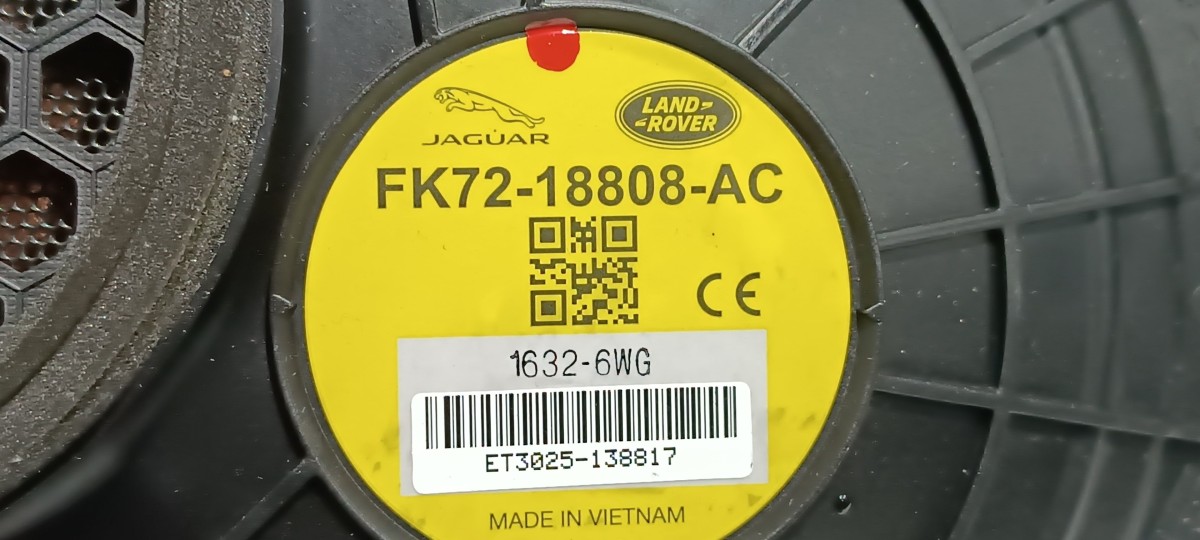 JAGUAR
LAND-
-ROVER
FK72-18808-AC
CE
1632-6WG
ET3025-138817
MADE IN VIETNAM